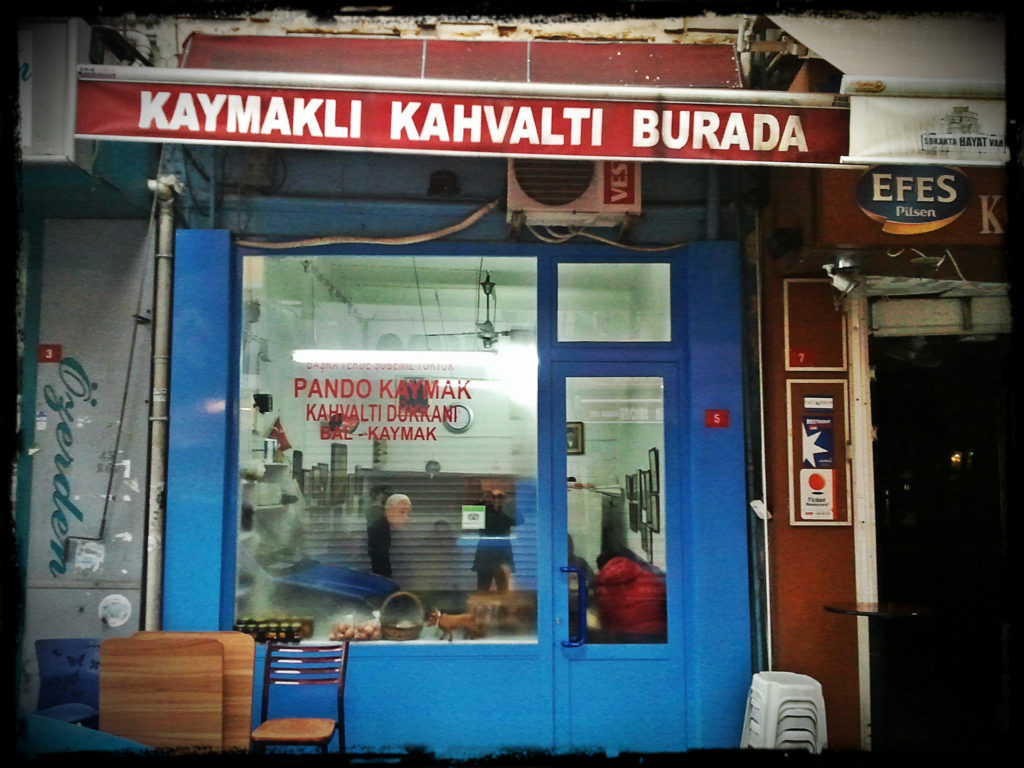 KAYMAKLI KAHVALTI BURADA
SOKAKTA HAYAT VAR
EFES
Pilsen
K
VES
BAŞKA YERDE ŞUBEMİZ YOKTUR
PANDO KAYMAK
KAHVALTI DÜKKANI
BAL -KAYMAK
3
5
7
Özerden
Ticket
Restaurant